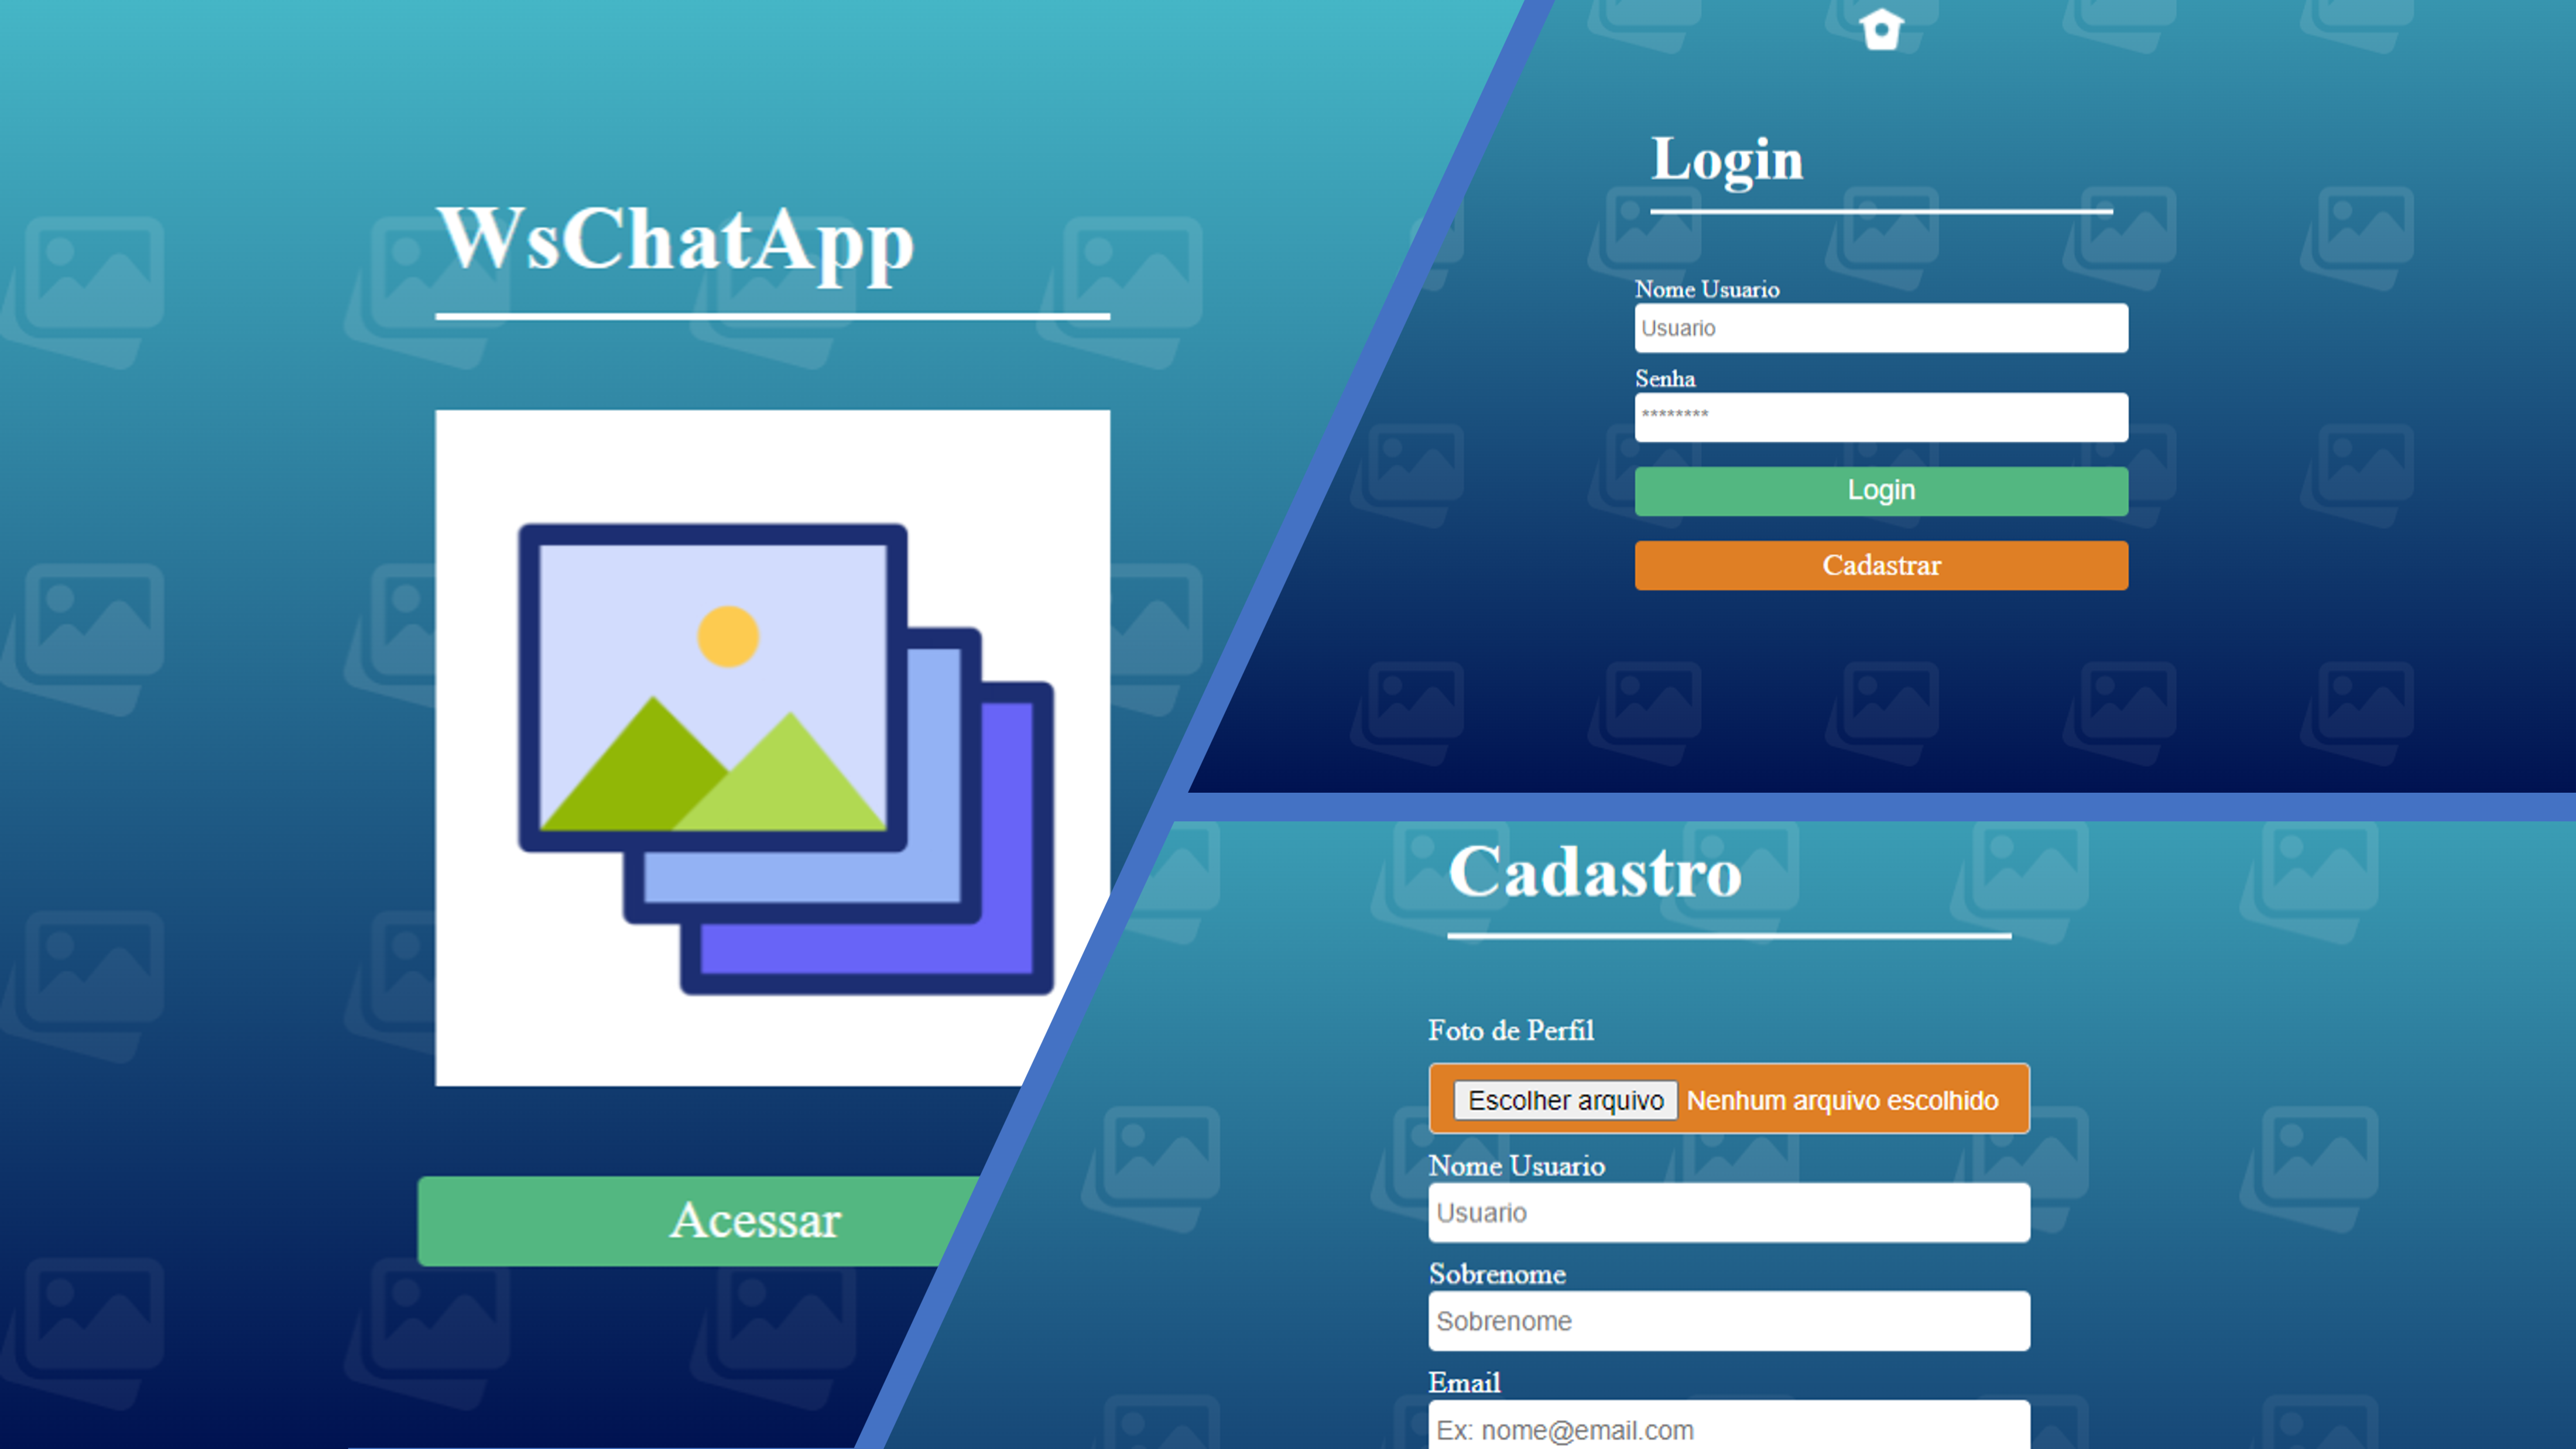 WsChatApp
Acessar
Login
Nome Usuario
Usuario
Senha
********
Login
Cadastrar
Cadastro
Foto de Perfil
Escolher arquivo Nenhum arquivo escolhido
Nome Usuario
Usuario
Sobrenome
Sobrenome
Email
Ex: nome@email.com